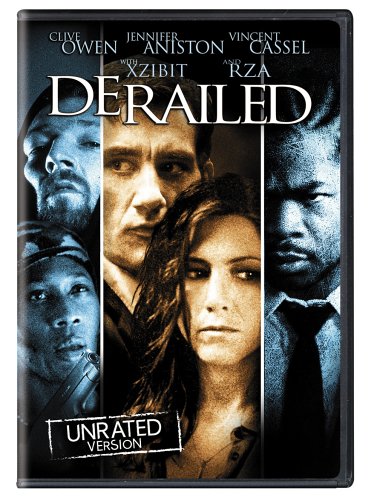 CLIVE JENNIFER VINCENT
OWEN ANISTON CASSEL
WITH XZIBIT AND RZA
DERAILED
UNRATED
VERSION